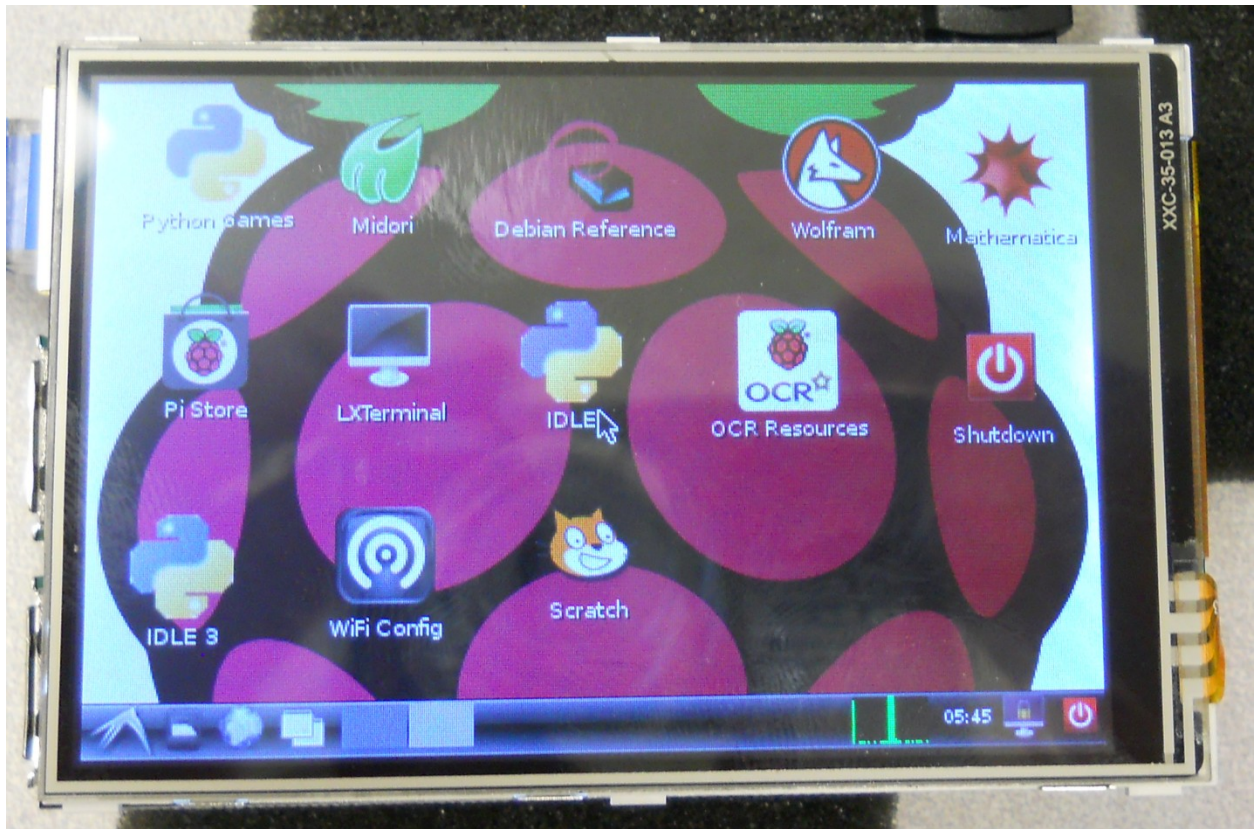 Python Games
Midori
Debian Reference
Wolfram
Mathematica
Pi Store
LXTerminal
IDLE
OCR
OCR Resources
Shutdown
IDLE 3
WiFi Config
Scratch
05:45
XXC-35-013 A3